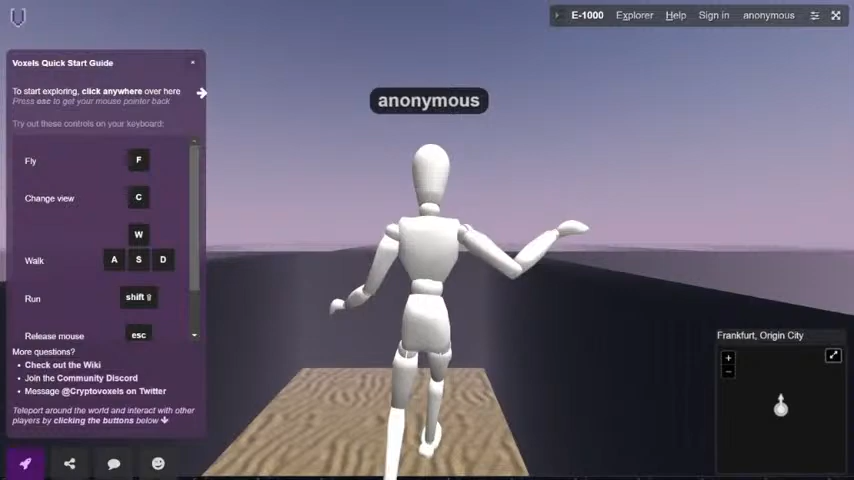 E-1000 Explorer Help Sign in anonymous
Voxels Quick Start Guide ×
To start exploring, click anywhere over here
Press esc to get your mouse pointer back
Try out these controls on your keyboard:
anonymous
Fly F
Change view C
W
Walk A S D
Run shift ⇧
Release mouse esc
More questions?
• Check out the Wiki
• Join the Community Discord
• Message @Cryptovoxels on Twitter
Teleport around the world and interact with other
players by clicking the buttons below
Frankfurt, Origin City
+
−